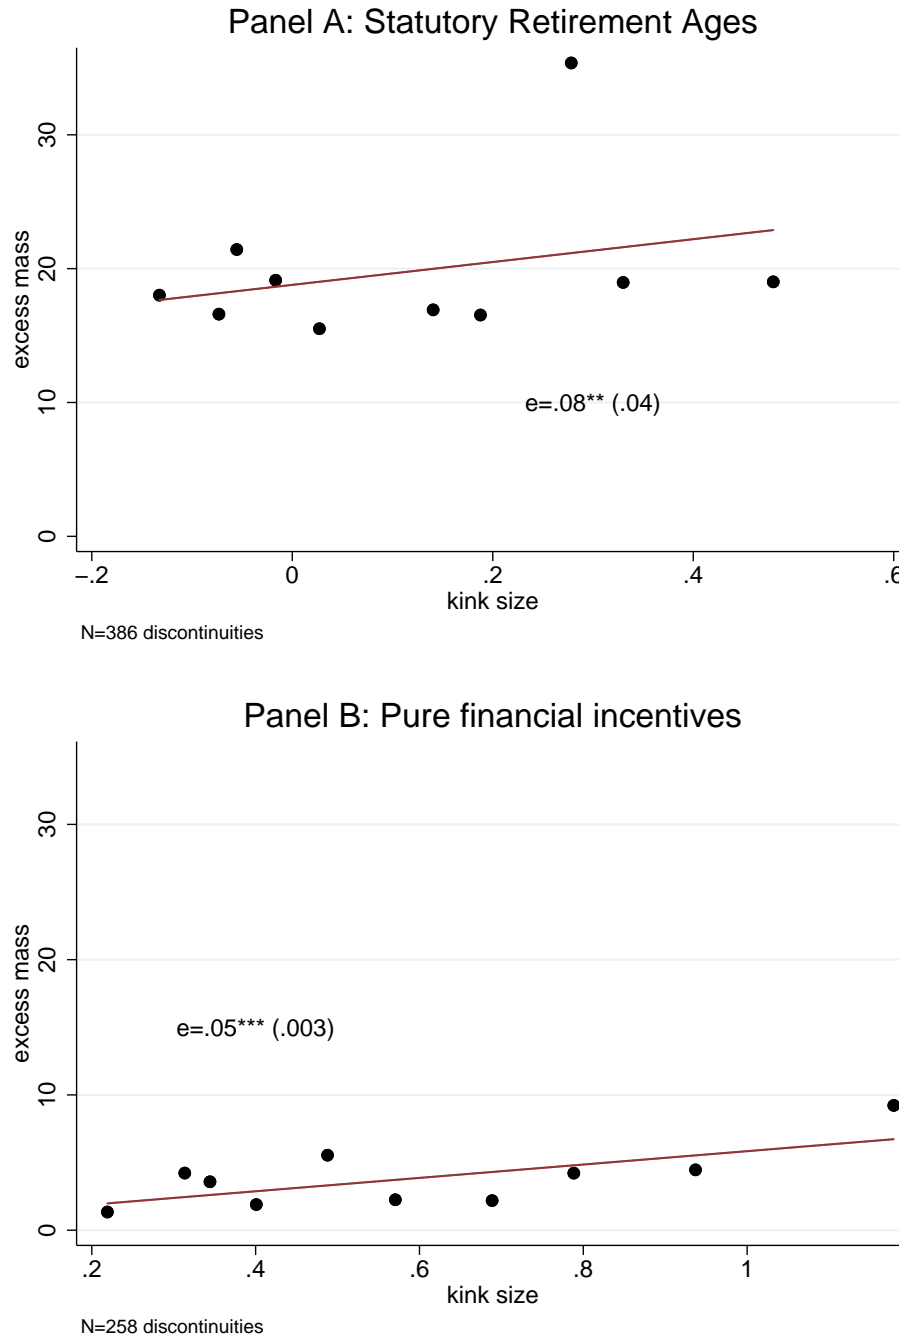 Panel A: Statutory Retirement Ages
30
20
10
0
excess mass
e=.08** (.04)
−.2
0
.2
.4
.6
kink size
N=386 discontinuities
Panel B: Pure financial incentives
30
20
10
0
excess mass
e=.05*** (.003)
.2
.4
.6
.8
1
kink size
N=258 discontinuities